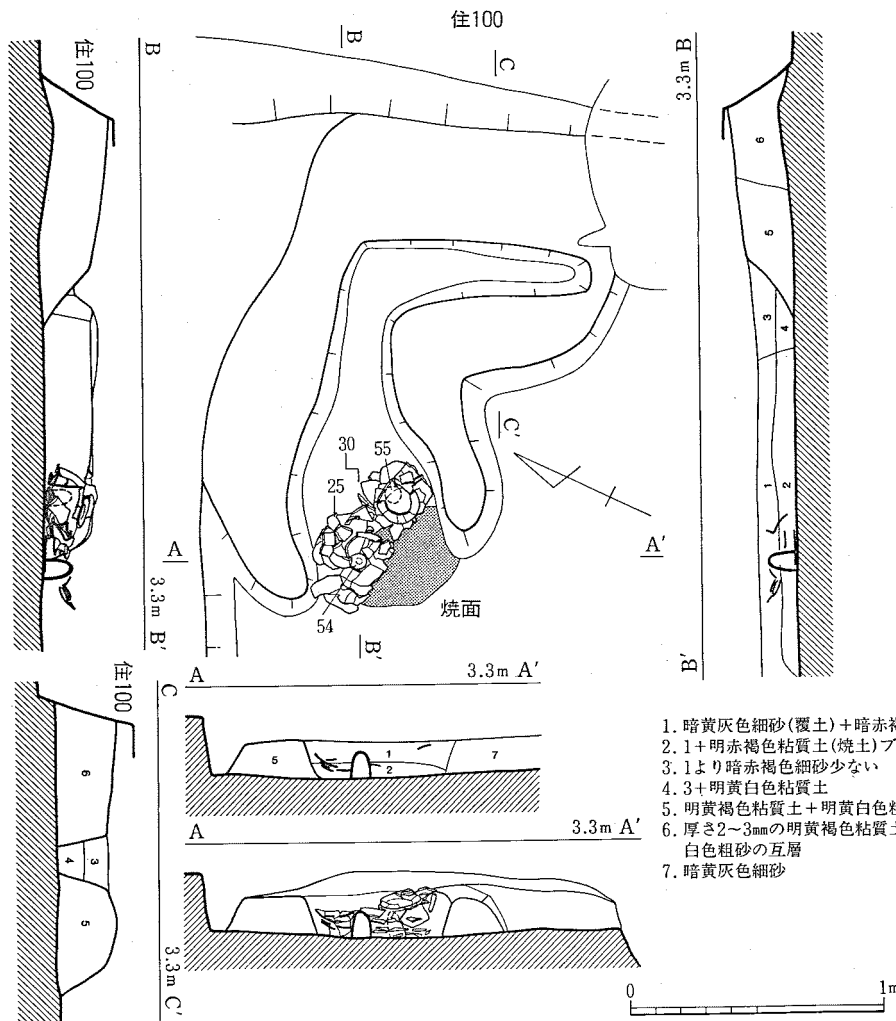 住100
B
C
住100
B
3.3m B
6
5
3
4
1
2
C'
30
55
25
54
焼面
A
A'
3.3m B'
B'
B'
住100
C
3.3m C'
6
4
3
5
A
3.3m A'
5
1
2
7
A
3.3m A'
1. 暗黄灰色細砂(覆土)+暗赤褐
2. 1+明赤褐色粘質土(焼土)ブ
3. 1より暗赤褐色細砂少ない
4. 3+明黄白色粘質土
5. 明黄褐色粘質土+明黄白色粗
6. 厚さ2~3㎜の明黄褐色粘質土
白色粗砂の互層
7. 暗黄灰色細砂
0
1m